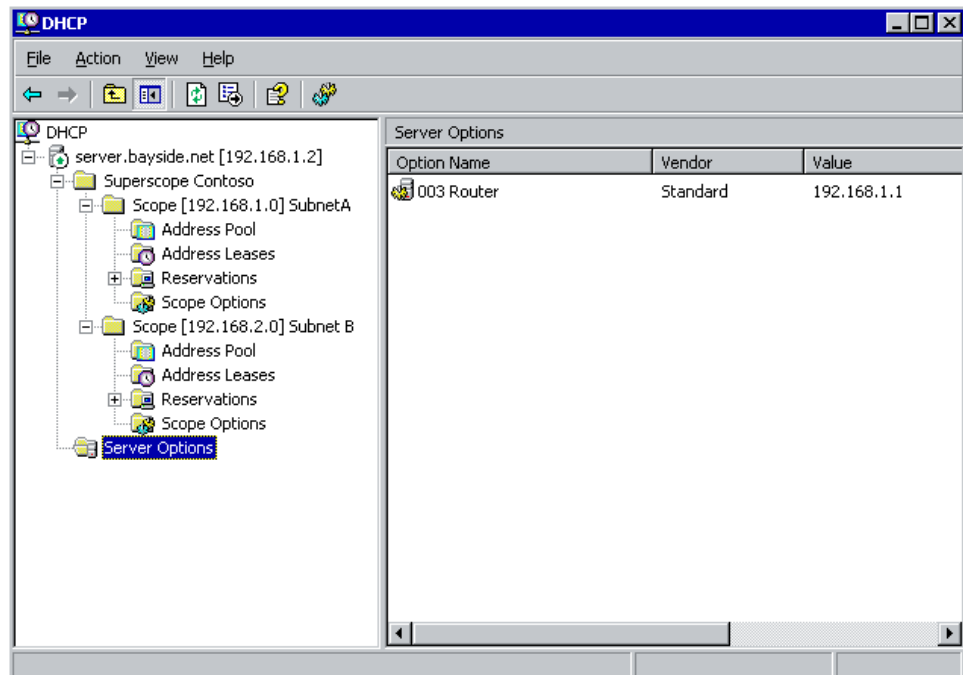 DHCP
File Action View Help
DHCP
server.bayside.net [192.168.1.2]
Superscope Contoso
Scope [192.168.1.0] SubnetA
Address Pool
Address Leases
Reservations
Scope Options
Scope [192.168.2.0] Subnet B
Address Pool
Address Leases
Reservations
Scope Options
Server Options
Server Options
Option Name Vendor Value
003 Router Standard 192.168.1.1